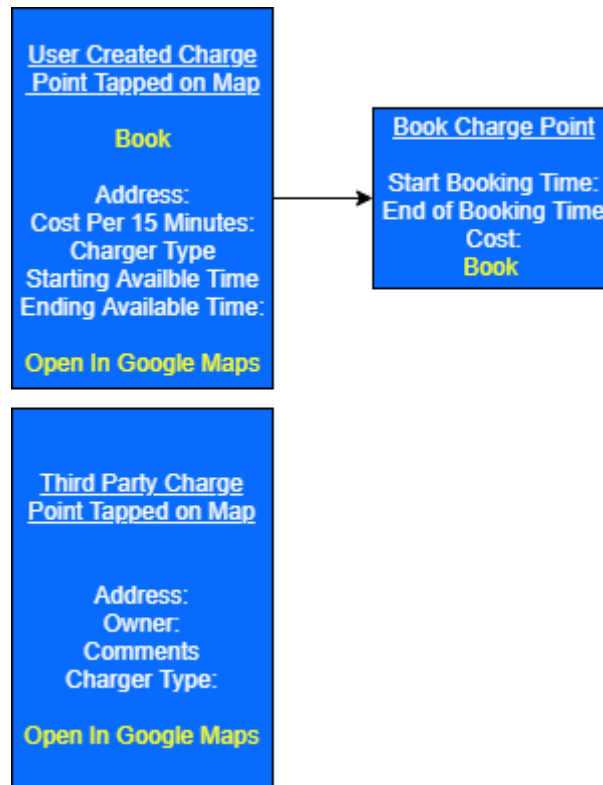 User Created Charge
Point Tapped on Map
Book
Address:
Cost Per 15 Minutes:
Charger Type
Starting Availble Time
Ending Available Time:
Open In Google Maps
Book Charge Point
Start Booking Time:
End of Booking Time
Cost:
Book
Third Party Charge
Point Tapped on Map
Address:
Owner:
Comments
Charger Type:
Open In Google Maps